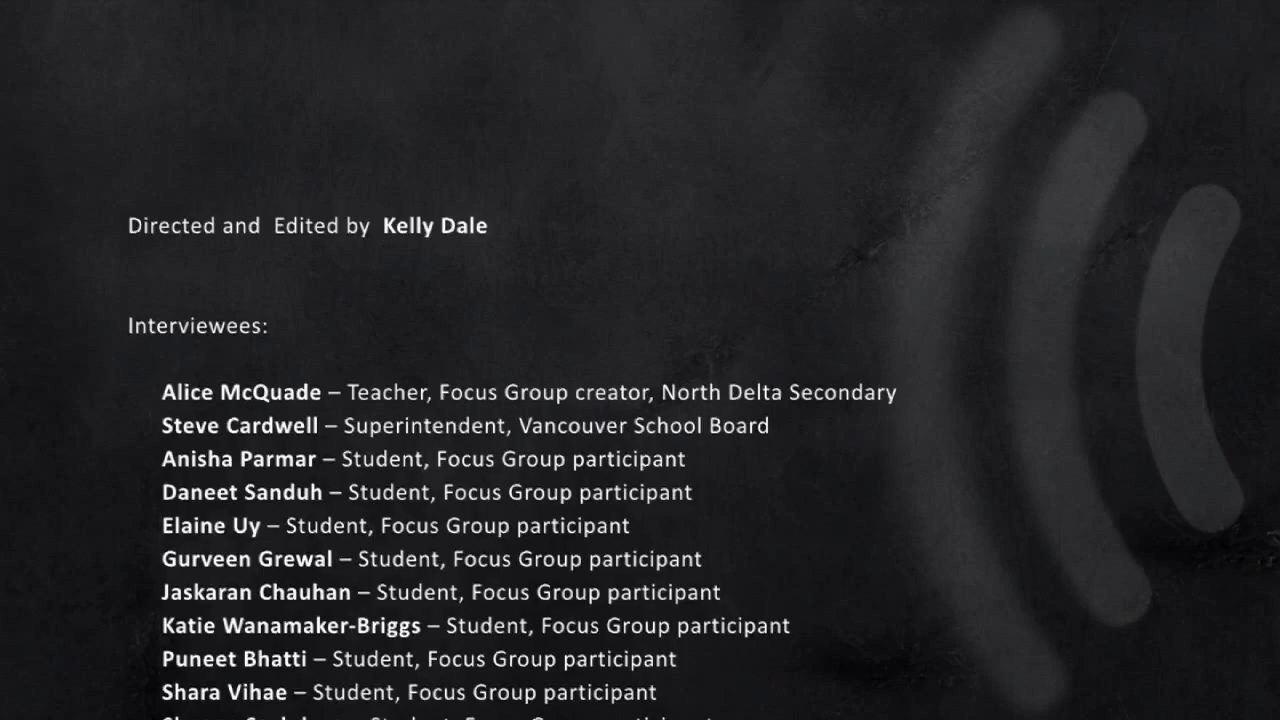 Directed and Edited by Kelly Dale
Interviewees:
Alice McQuade – Teacher, Focus Group creator, North Delta Secondary
Steve Cardwell – Superintendent, Vancouver School Board
Anisha Parmar – Student, Focus Group participant
Daneet Sanduh – Student, Focus Group participant
Elaine Uy – Student, Focus Group participant
Gurveen Grewal – Student, Focus Group participant
Jaskaran Chauhan – Student, Focus Group participant
Katie Wanamaker-Briggs – Student, Focus Group participant
Puneet Bhatti – Student, Focus Group participant
Shara Vihae – Student, Focus Group participant